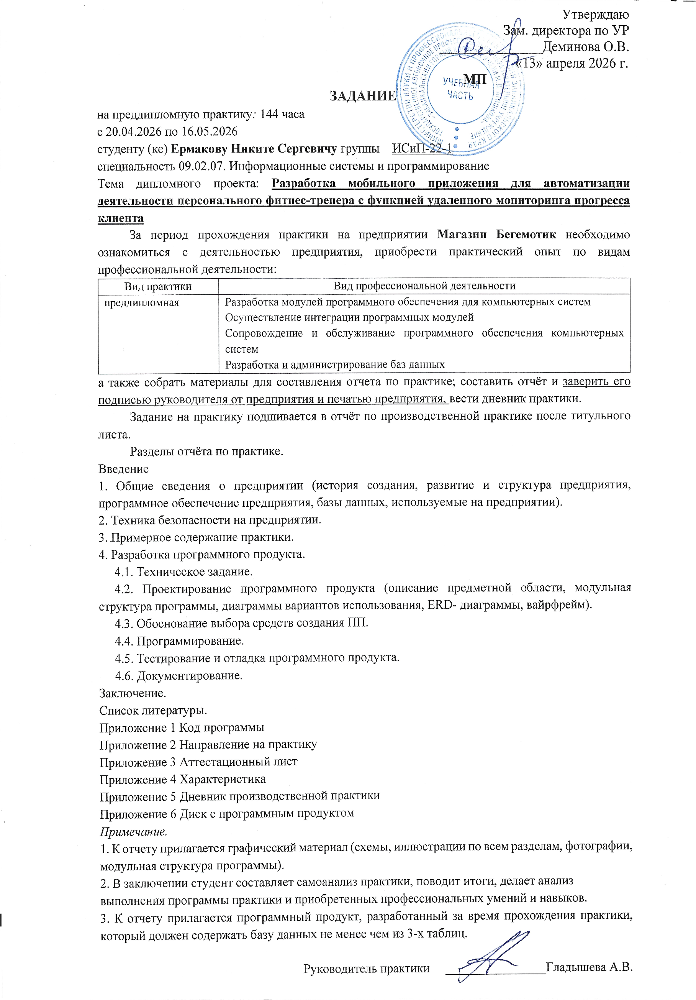 Утверждаю
Зам. директора по УР
Деминова О.В.
«13» апреля 2026 г.
МП
УЧЕБНАЯ
ЧАСТЬ
ЗАДАНИЕ
на преддипломную практику: 144 часа
с 20.04.2026 по 16.05.2026
студенту (ке) Ермакову Никите Сергевичу группы ИСиП-22-1
специальность 09.02.07. Информационные системы и программирование
Тема дипломного проекта: Разработка мобильного приложения для автоматизации
деятельности персонального фитнес-тренера с функцией удаленного мониторинга прогресса
клиента
За период прохождения практики на предприятии Магазин Бегемотик необходимо
ознакомиться с деятельностью предприятия, приобрести практический опыт по видам
профессиональной деятельности:
Вид практики Вид профессиональной деятельности
преддипломная Разработка модулей программного обеспечения для компьютерных систем
Осуществление интеграции программных модулей
Сопровождение и обслуживание программного обеспечения компьютерных
систем
Разработка и администрирование баз данных
а также собрать материалы для составления отчета по практике; составить отчёт и заверить его
подписью руководителя от предприятия и печатью предприятия, вести дневник практики.
Задание на практику подшивается в отчёт по производственной практике после титульного
листа.
Разделы отчёта по практике.
Введение
1. Общие сведения о предприятии (история создания, развитие и структура предприятия,
программное обеспечение предприятия, базы данных, используемые на предприятии).
2. Техника безопасности на предприятии.
3. Примерное содержание практики.
4. Разработка программного продукта.
4.1. Техническое задание.
4.2. Проектирование программного продукта (описание предметной области, модульная
структура программы, диаграммы вариантов использования, ERD- диаграммы, вайрфрейм).
4.3. Обоснование выбора средств создания ПП.
4.4. Программирование.
4.5. Тестирование и отладка программного продукта.
4.6. Документирование.
Заключение.
Список литературы.
Приложение 1 Код программы
Приложение 2 Направление на практику
Приложение 3 Аттестационный лист
Приложение 4 Характеристика
Приложение 5 Дневник производственной практики
Приложение 6 Диск с программным продуктом
Примечание.
1. К отчету прилагается графический материал (схемы, иллюстрации по всем разделам, фотографии,
модульная структура программы).
2. В заключении студент составляет самоанализ практики, поводит итоги, делает анализ
выполнения программы практики и приобретенных профессиональных умений и навыков.
3. К отчету прилагается программный продукт, разработанный за время прохождения практики,
который должен содержать базу данных не менее чем из 3-х таблиц.
Руководитель практики Гладышева А.В.